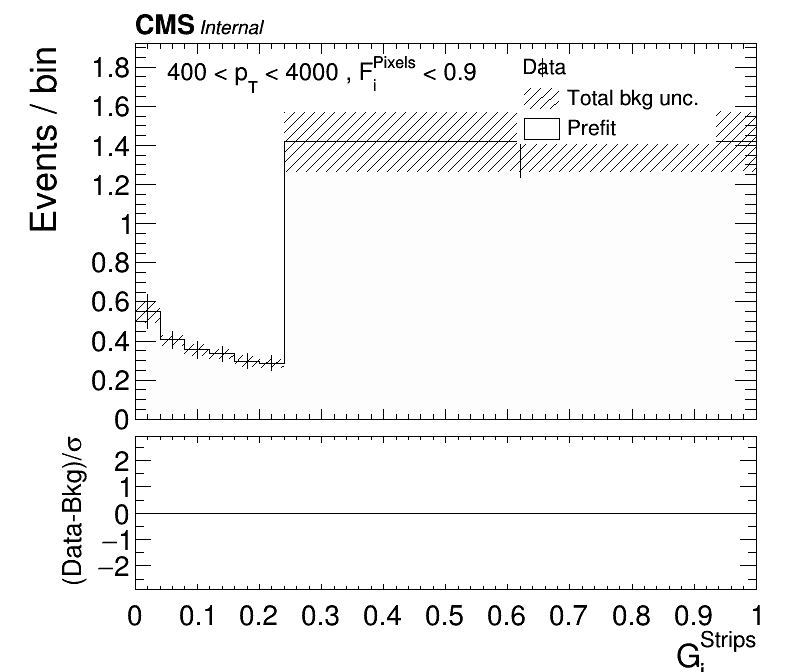 CMS Internal
Events / bin
400 < p_T < 4000 , F_i^Pixels < 0.9
Data
Total bkg unc.
Prefit
1.8
1.6
1.4
1.2
1
0.8
0.6
0.4
0.2
0
(Data-Bkg)/σ
2
1
0
−1
−2
0 0.1 0.2 0.3 0.4 0.5 0.6 0.7 0.8 0.9 1
G_i^Strips